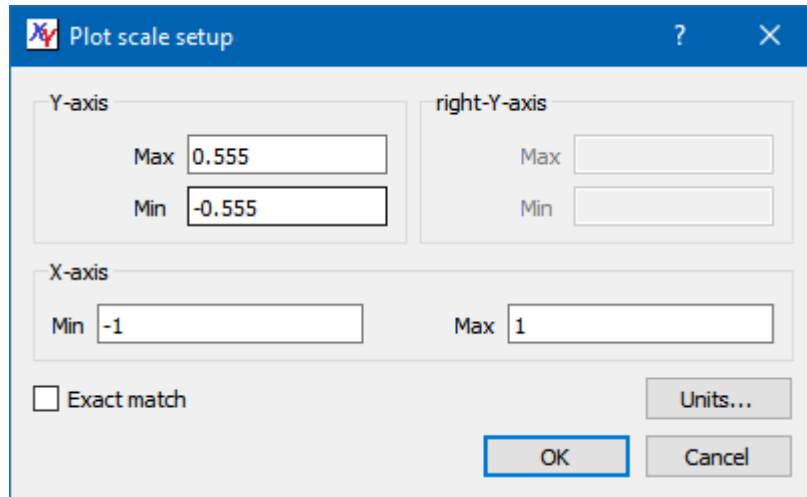 Plot scale setup
Y-axis
Max 0.555
Min -0.555
right-Y-axis
Max
Min
X-axis
Min -1 Max 1
Exact match
Units...
OK Cancel